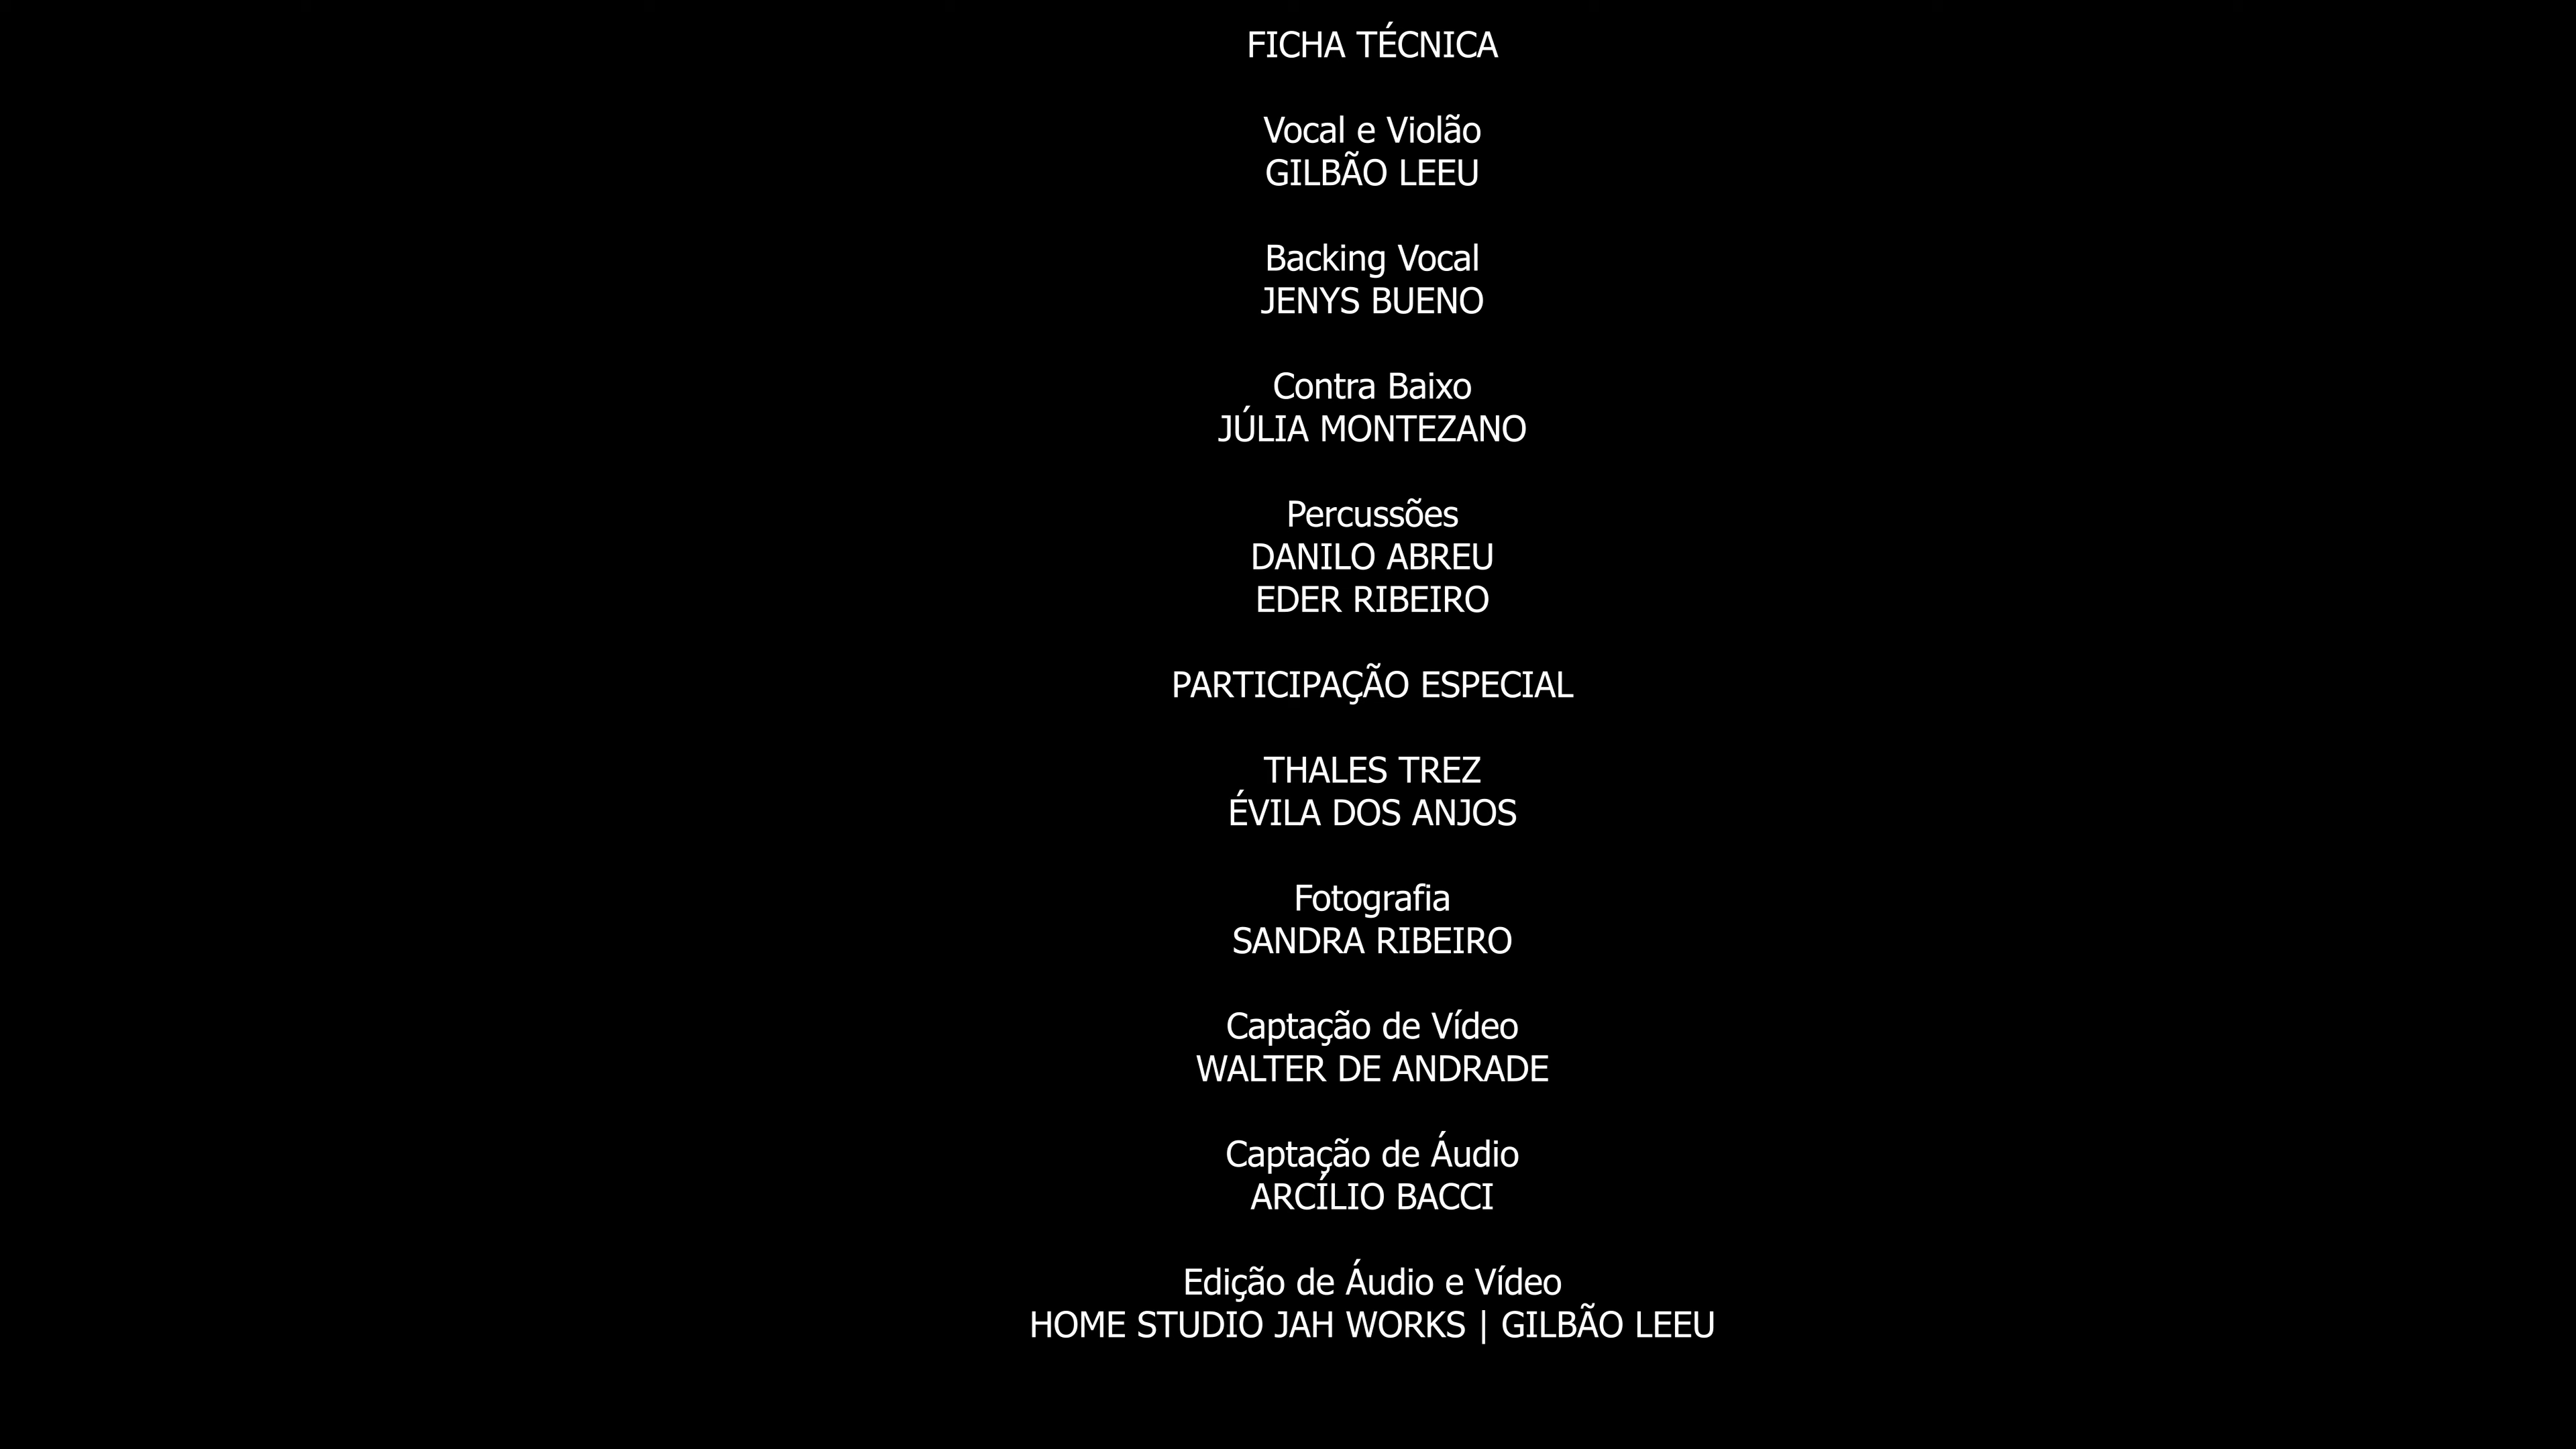 FICHA TÉCNICA
Vocal e Violão
GILBÃO LEEU
Backing Vocal
JENYS BUENO
Contra Baixo
JÚLIA MONTEZANO
Percussões
DANILO ABREU
EDER RIBEIRO
PARTICIPAÇÃO ESPECIAL
THALES TREZ
ÉVILA DOS ANJOS
Fotografia
SANDRA RIBEIRO
Captação de Vídeo
WALTER DE ANDRADE
Captação de Áudio
ARCÍLIO BACCI
Edição de Áudio e Vídeo
HOME STUDIO JAH WORKS | GILBÃO LEEU